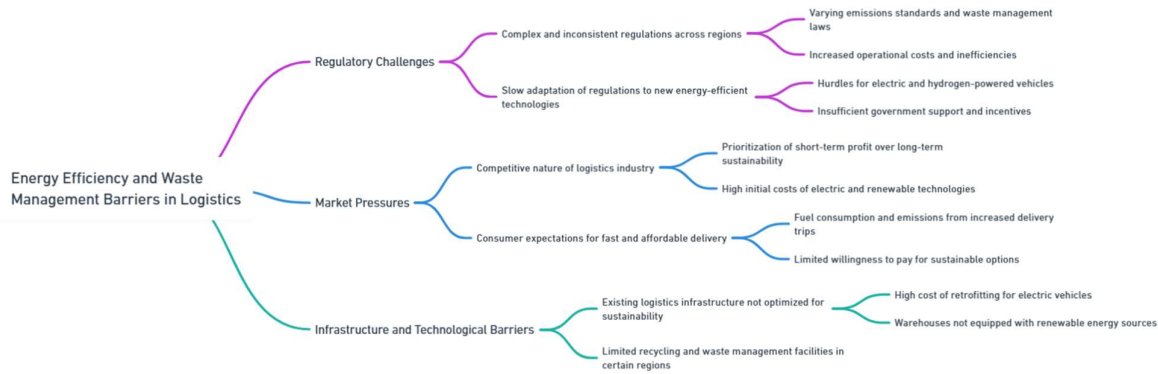 Energy Efficiency and Waste
Management Barriers in Logistics
Regulatory Challenges
Complex and inconsistent regulations across regions
Varying emissions standards and waste management
laws
Increased operational costs and inefficiencies
Slow adaptation of regulations to new energy-efficient
technologies
Hurdles for electric and hydrogen-powered vehicles
Insufficient government support and incentives
Market Pressures
Competitive nature of logistics industry
Prioritization of short-term profit over long-term
sustainability
High initial costs of electric and renewable technologies
Consumer expectations for fast and affordable delivery
Fuel consumption and emissions from increased delivery
trips
Limited willingness to pay for sustainable options
Infrastructure and Technological Barriers
Existing logistics infrastructure not optimized for
sustainability
High cost of retrofitting for electric vehicles
Warehouses not equipped with renewable energy sources
Limited recycling and waste management facilities in
certain regions